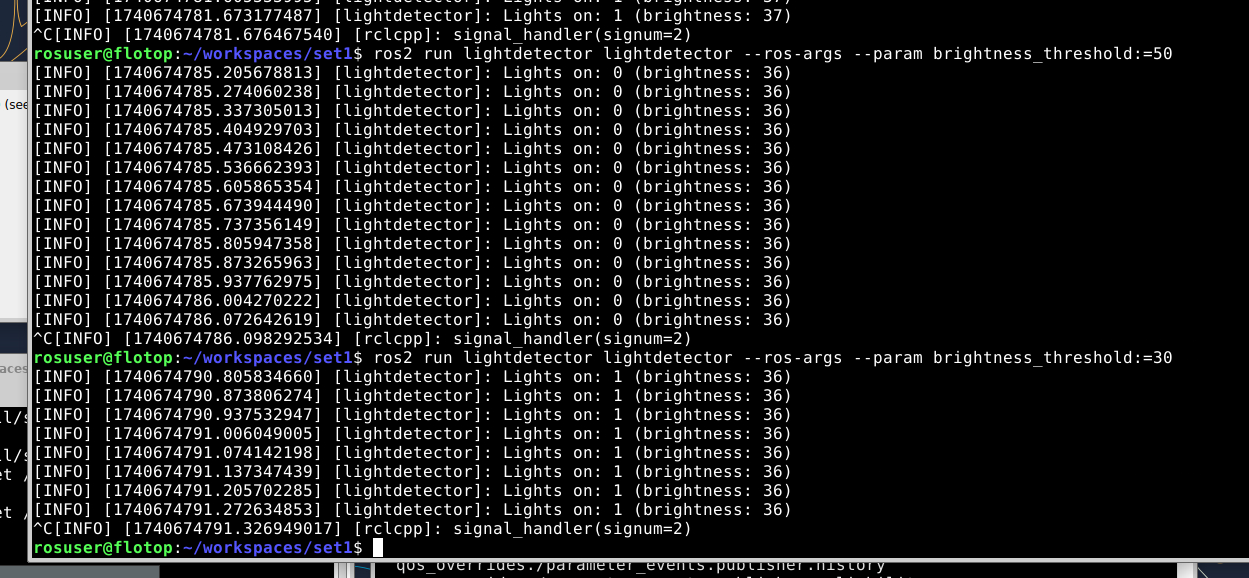 [INFO] [1740674781.673177487] [lightdetector]: Lights on: 1 (brightness: 37)
^C[INFO] [1740674781.676467540] [rclcpp]: signal_handler(signum=2)
rosuser@flotop:~/workspaces/set1$ ros2 run lightdetector lightdetector --ros-args --param brightness_threshold:=50
[INFO] [1740674785.205678813] [lightdetector]: Lights on: 0 (brightness: 36)
[INFO] [1740674785.274060238] [lightdetector]: Lights on: 0 (brightness: 36)
[INFO] [1740674785.337305013] [lightdetector]: Lights on: 0 (brightness: 36)
[INFO] [1740674785.404929703] [lightdetector]: Lights on: 0 (brightness: 36)
[INFO] [1740674785.473108426] [lightdetector]: Lights on: 0 (brightness: 36)
[INFO] [1740674785.536662393] [lightdetector]: Lights on: 0 (brightness: 36)
[INFO] [1740674785.605865354] [lightdetector]: Lights on: 0 (brightness: 36)
[INFO] [1740674785.673944490] [lightdetector]: Lights on: 0 (brightness: 36)
[INFO] [1740674785.737356149] [lightdetector]: Lights on: 0 (brightness: 36)
[INFO] [1740674785.805947358] [lightdetector]: Lights on: 0 (brightness: 36)
[INFO] [1740674785.873265963] [lightdetector]: Lights on: 0 (brightness: 36)
[INFO] [1740674785.937762975] [lightdetector]: Lights on: 0 (brightness: 36)
[INFO] [1740674786.004270222] [lightdetector]: Lights on: 0 (brightness: 36)
[INFO] [1740674786.072642619] [lightdetector]: Lights on: 0 (brightness: 36)
^C[INFO] [1740674786.098292534] [rclcpp]: signal_handler(signum=2)
rosuser@flotop:~/workspaces/set1$ ros2 run lightdetector lightdetector --ros-args --param brightness_threshold:=30
[INFO] [1740674790.805834660] [lightdetector]: Lights on: 1 (brightness: 36)
[INFO] [1740674790.873806274] [lightdetector]: Lights on: 1 (brightness: 36)
[INFO] [1740674790.937532947] [lightdetector]: Lights on: 1 (brightness: 36)
[INFO] [1740674791.006049005] [lightdetector]: Lights on: 1 (brightness: 36)
[INFO] [1740674791.074142198] [lightdetector]: Lights on: 1 (brightness: 36)
[INFO] [1740674791.137347439] [lightdetector]: Lights on: 1 (brightness: 36)
[INFO] [1740674791.205702285] [lightdetector]: Lights on: 1 (brightness: 36)
[INFO] [1740674791.272634853] [lightdetector]: Lights on: 1 (brightness: 36)
^C[INFO] [1740674791.326949017] [rclcpp]: signal_handler(signum=2)
rosuser@flotop:~/workspaces/set1$
(see
qos_overrides./parameter_events.publisher.history